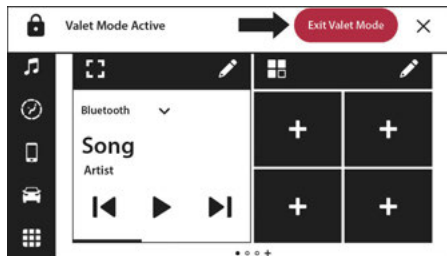 Valet Mode Active
Exit Valet Mode
Bluetooth
Song
Artist